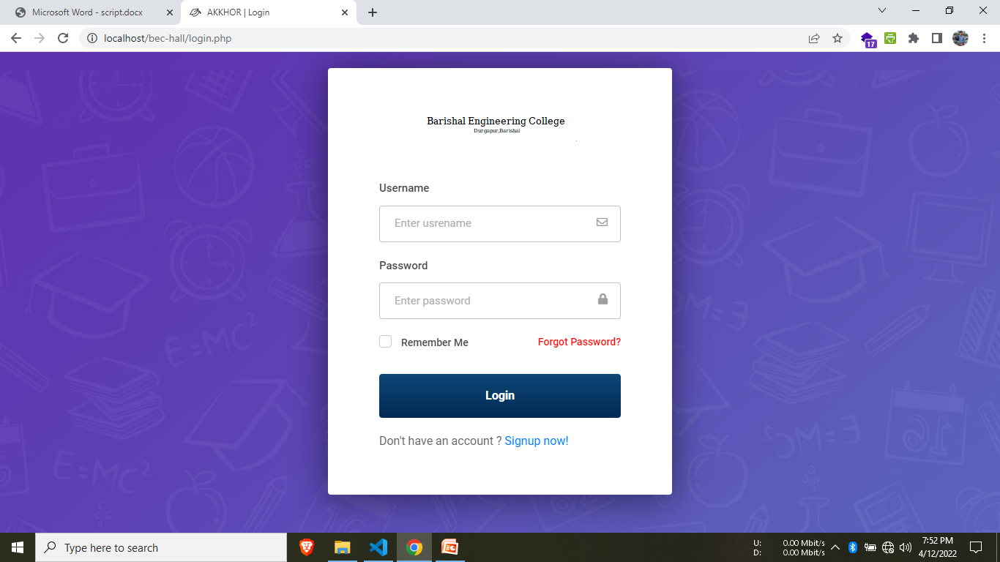 Microsoft Word - script.docx
AKKHOR | Login
localhost/bec-hall/login.php
17
Barishal Engineering College
Durgapur,Barishal
Username
Enter usrename
Password
Enter password
Remember Me
Forgot Password?
Login
Don't have an account ? Signup now!
E=MC²
E=MC²
E=MC²
Type here to search
U: 0.00 Mbit/s
D: 0.00 Mbit/s
7:52 PM
4/12/2022